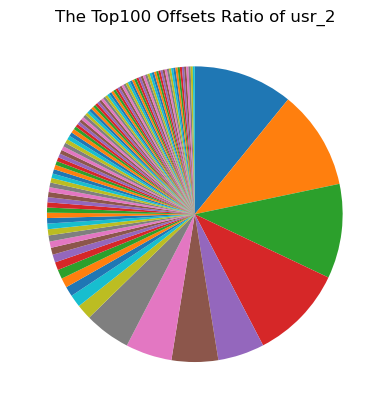 The Top100 Offsets Ratio of usr_2